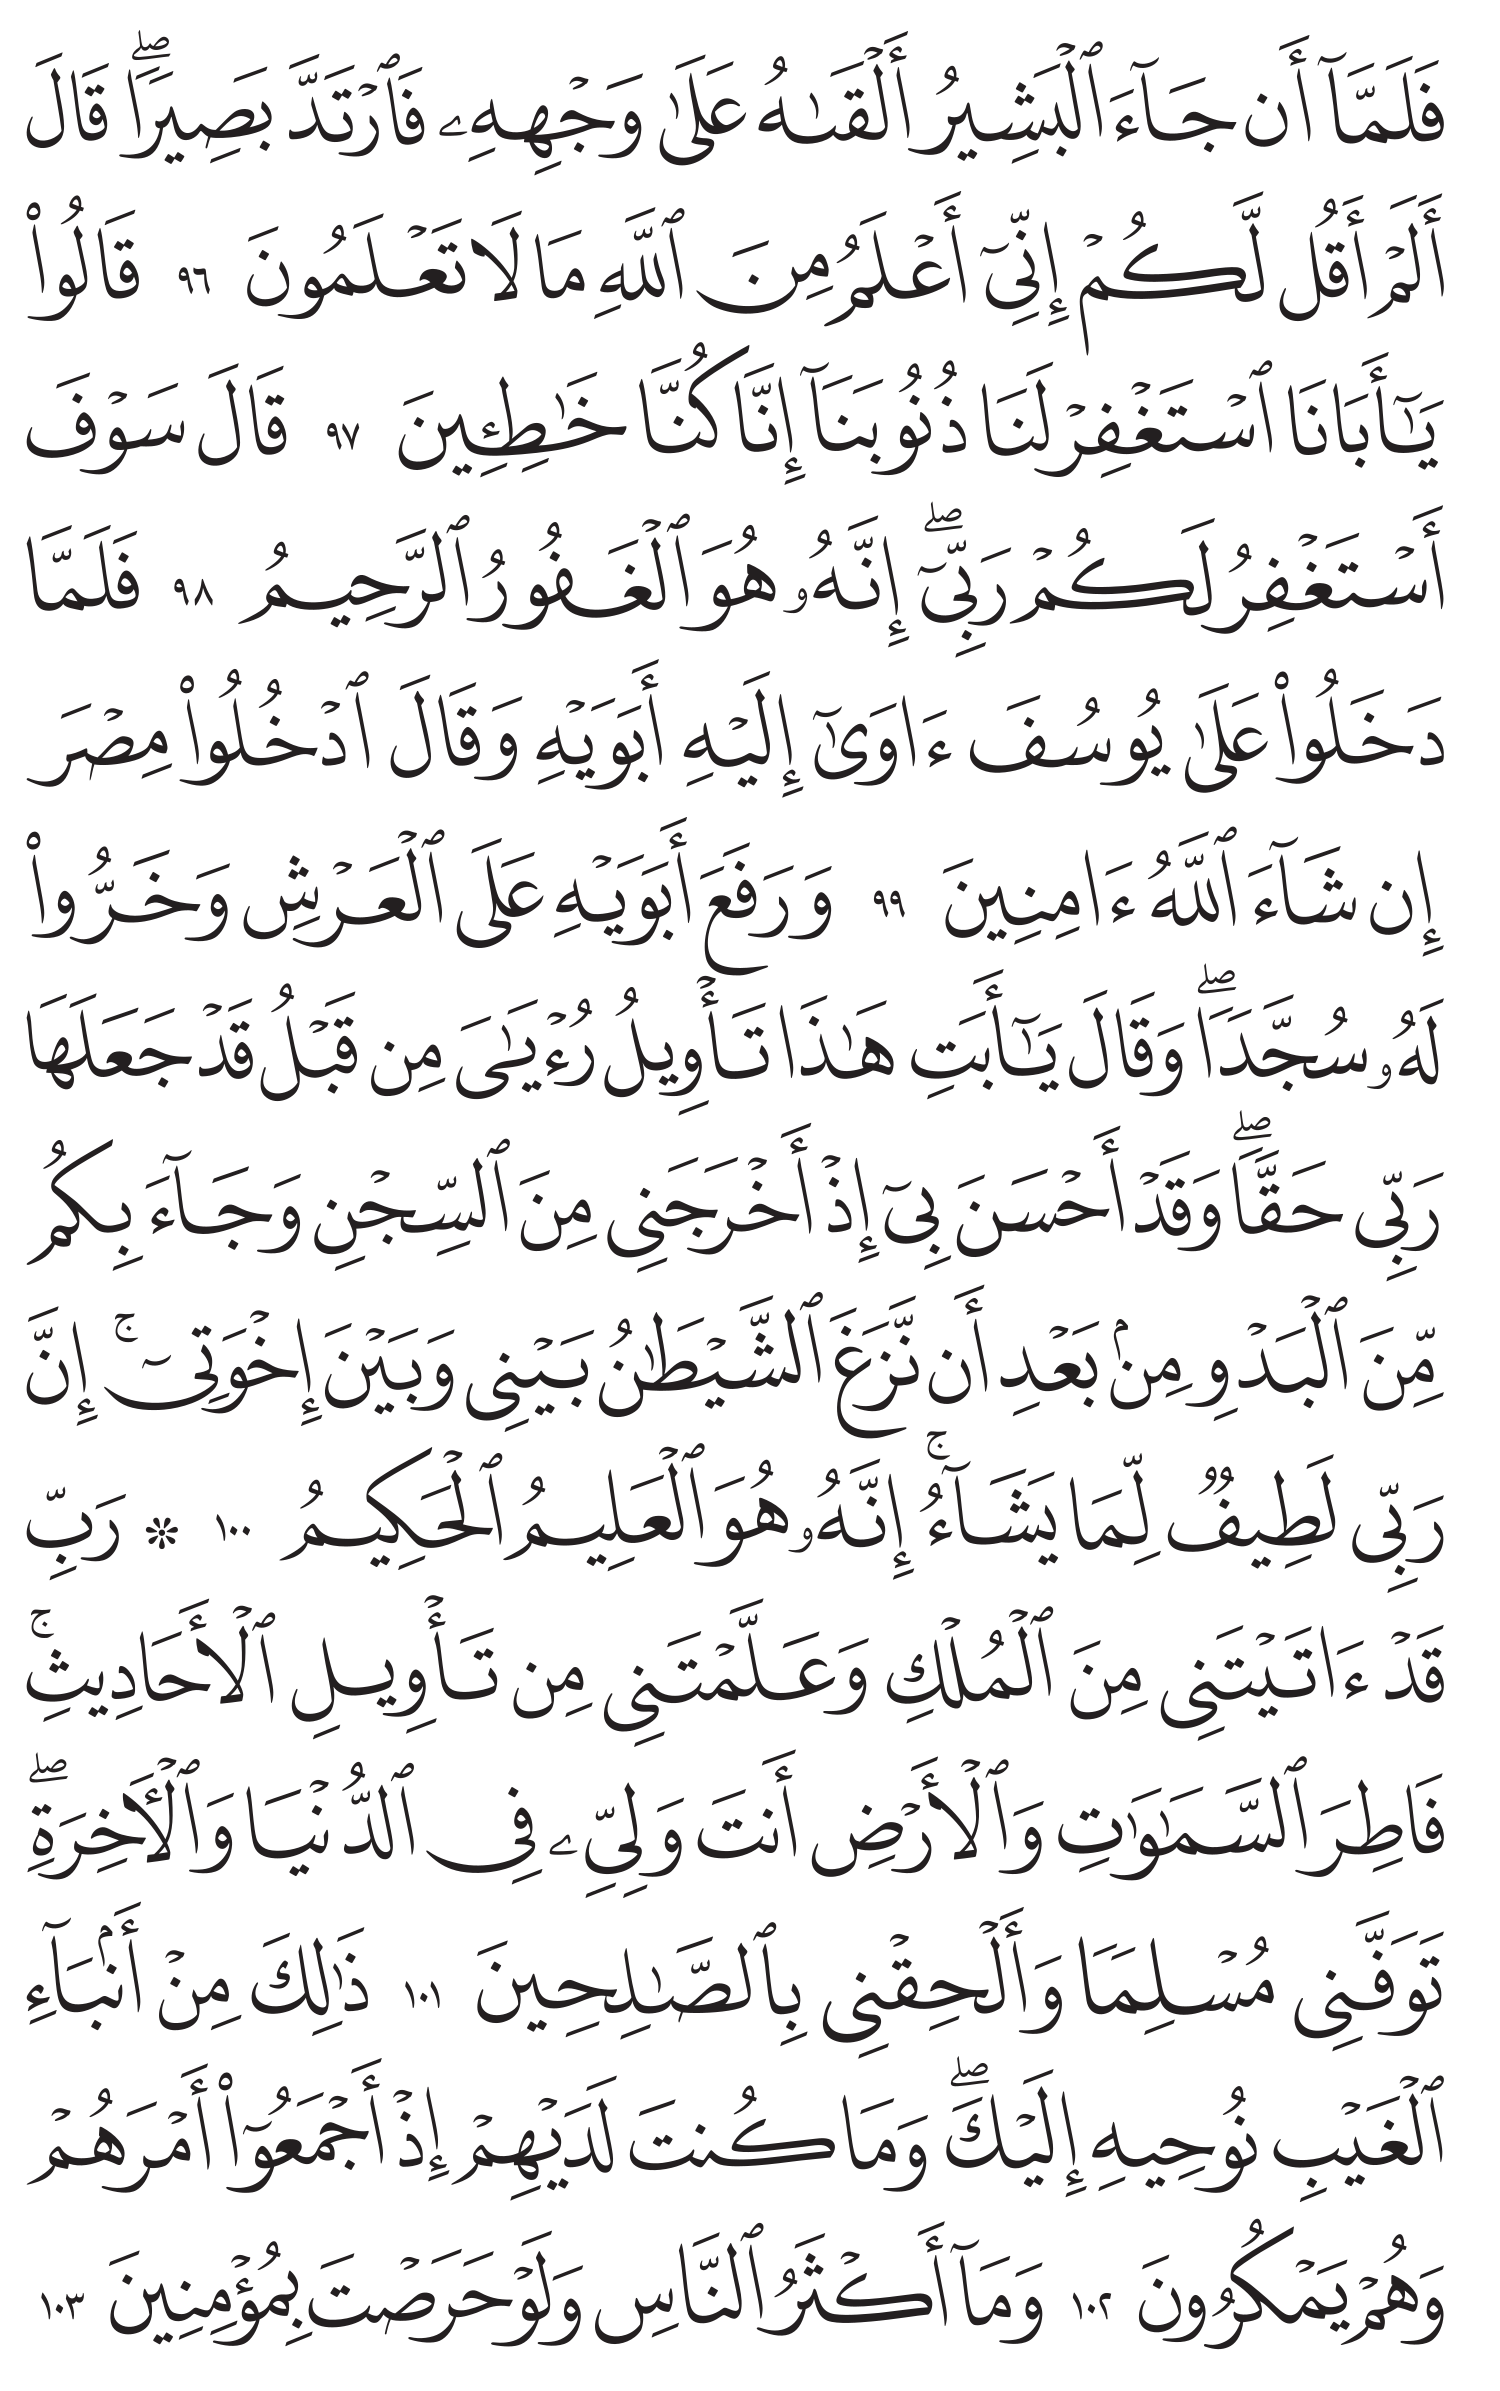 فَلَمَّآ أَن جَآءَ ٱلۡبَشِيرُ أَلۡقَىٰهُ عَلَىٰ وَجۡهِهِۦ فَٱرۡتَدَّ بَصِيرٗاۖ قَالَ
أَلَمۡ أَقُل لَّكُمۡ إِنِّيٓ أَعۡلَمُ مِنَ ٱللَّهِ مَا لَا تَعۡلَمُونَ ٩٦ قَالُواْ
يَٰٓأَبَانَا ٱسۡتَغۡفِرۡ لَنَا ذُنُوبَنَآ إِنَّا كُنَّا خَٰطِـِٔينَ ٩٧ قَالَ سَوۡفَ
أَسۡتَغۡفِرُ لَكُمۡ رَبِّيٓۖ إِنَّهُۥ هُوَ ٱلۡغَفُورُ ٱلرَّحِيمُ ٩٨ فَلَمَّا
دَخَلُواْ عَلَىٰ يُوسُفَ ءَاوَىٰٓ إِلَيۡهِ أَبَوَيۡهِ وَقَالَ ٱدۡخُلُواْ مِصۡرَ
إِن شَآءَ ٱللَّهُ ءَامِنِينَ ٩٩ وَرَفَعَ أَبَوَيۡهِ عَلَى ٱلۡعَرۡشِ وَخَرُّواْ
لَهُۥ سُجَّدٗاۖ وَقَالَ يَٰٓأَبَتِ هَٰذَا تَأۡوِيلُ رُءۡيَٰيَ مِن قَبۡلُ قَدۡ جَعَلَهَا
رَبِّي حَقّٗاۖ وَقَدۡ أَحۡسَنَ بِيٓ إِذۡ أَخۡرَجَنِي مِنَ ٱلسِّجۡنِ وَجَآءَ بِكُم
مِّنَ ٱلۡبَدۡوِ مِنۢ بَعۡدِ أَن نَّزَغَ ٱلشَّيۡطَٰنُ بَيۡنِي وَبَيۡنَ إِخۡوَتِيٓۚ إِنَّ
رَبِّي لَطِيفٞ لِّمَا يَشَآءُۚ إِنَّهُۥ هُوَ ٱلۡعَلِيمُ ٱلۡحَكِيمُ ١٠٠ ۞ رَبِّ
قَدۡ ءَاتَيۡتَنِي مِنَ ٱلۡمُلۡكِ وَعَلَّمۡتَنِي مِن تَأۡوِيلِ ٱلۡأَحَادِيثِۚ
فَاطِرَ ٱلسَّمَٰوَٰتِ وَٱلۡأَرۡضِ أَنتَ وَلِيِّۦ فِي ٱلدُّنۡيَا وَٱلۡأٓخِرَةِۖ
تَوَفَّنِي مُسۡلِمٗا وَأَلۡحِقۡنِي بِٱلصَّٰلِحِينَ ١٠١ ذَٰلِكَ مِنۡ أَنۢبَآءِ
ٱلۡغَيۡبِ نُوحِيهِ إِلَيۡكَۖ وَمَا كُنتَ لَدَيۡهِمۡ إِذۡ أَجۡمَعُوٓاْ أَمۡرَهُمۡ
وَهُمۡ يَمۡكُرُونَ ١٠٢ وَمَآ أَكۡثَرُ ٱلنَّاسِ وَلَوۡ حَرَصۡتَ بِمُؤۡمِنِينَ ١٠٣